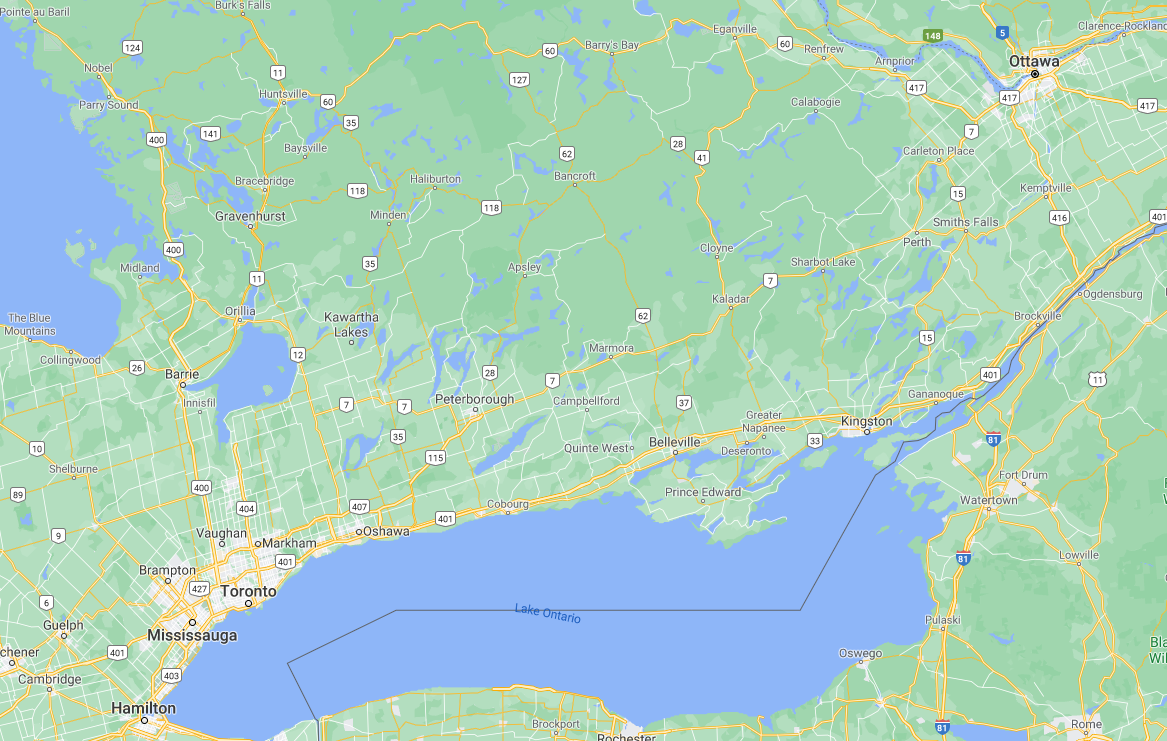 Pointe au Baril
Burk's Falls
124
Nobel
Parry Sound
11
Huntsville
60
35
141
400
Baysville
60
Barry's Bay
127
Eganville
60
Renfrew
148
5
Clarence-Rockland
Arnprior
417
Ottawa
417
417
Calabogie
7
Carleton Place
28
41
62
Bancroft
Bracebridge
118
Haliburton
118
Minden
Gravenhurst
15
Kemptville
416
401
Smiths Falls
Perth
400
Midland
11
35
Apsley
Cloyne
Sharbot Lake
7
Kaladar
Ogdensburg
Brockville
The Blue
Mountains
Orillia
Kawartha
Lakes
62
15
Collingwood
12
Marmora
26
Barrie
28
7
401
11
Innisfil
7
7
Peterborough
Campbellford
37
Gananoque
Greater
Napanee
Kingston
35
Quinte West
Belleville
Deseronto
33
81
10
Shelburne
115
Fort Drum
89
400
404
407
Cobourg
Prince Edward
Watertown
9
Vaughan
Markham
Oshawa
401
401
81
Lowville
Brampton
427
Toronto
6
Lake Ontario
Guelph
Mississauga
Pulaski
chener
401
403
Oswego
Cambridge
Hamilton
Brockport
Rochester
81
Rome